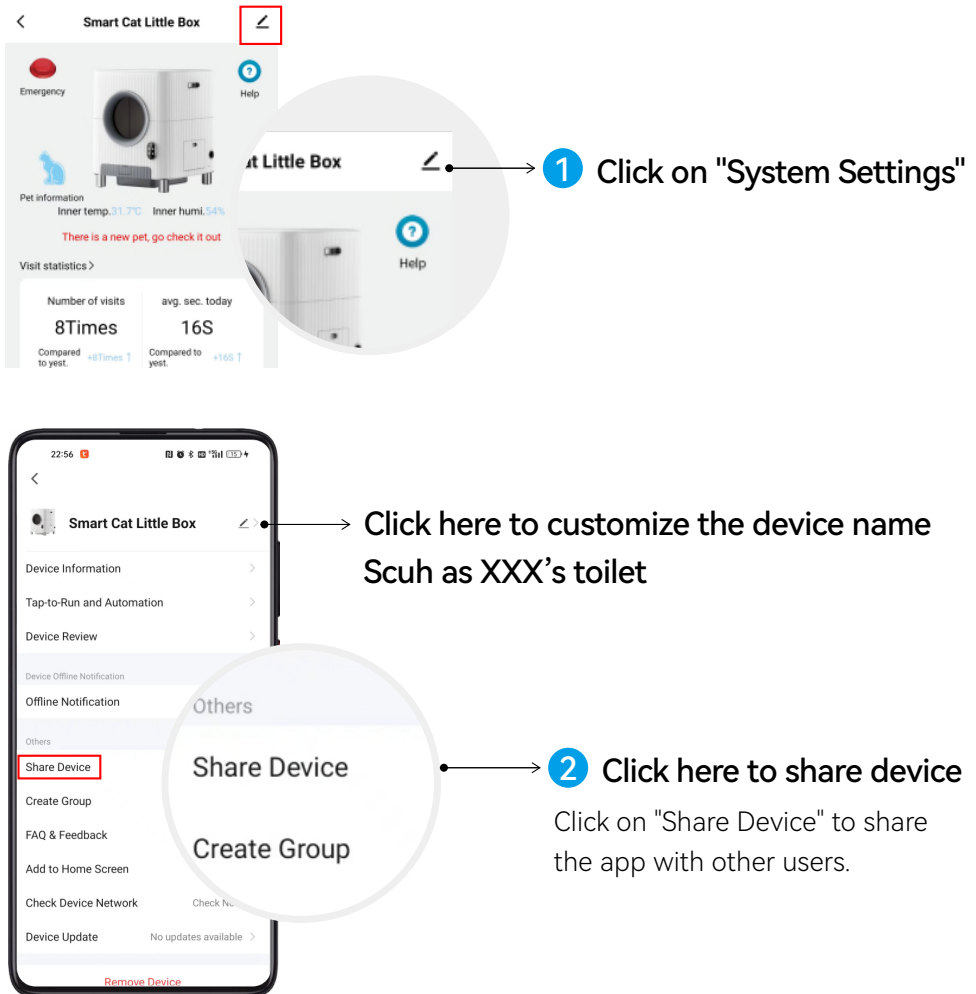 Smart Cat Little Box
Emergency
Help
Pet information
Inner temp.31.7°C Inner humi.54%
There is a new pet, go check it out
Visit statistics >
Number of visits avg. sec. today
8Times 16S
Compared to yest. +8Times ↑ Compared to yest. +16S ↑
at Little Box
Help
1 Click on "System Settings"
22:56
15
Smart Cat Little Box
Click here to customize the device name
Scuh as XXX’s toilet
Device Information
Tap-to-Run and Automation
Device Review
Device Offline Notification
Offline Notification
Others
Share Device
Create Group
FAQ & Feedback
Add to Home Screen
Check Device Network Check
Device Update No updates available
Remove Device
Others
Share Device
Create Group
2 Click here to share device
Click on "Share Device" to share
the app with other users.